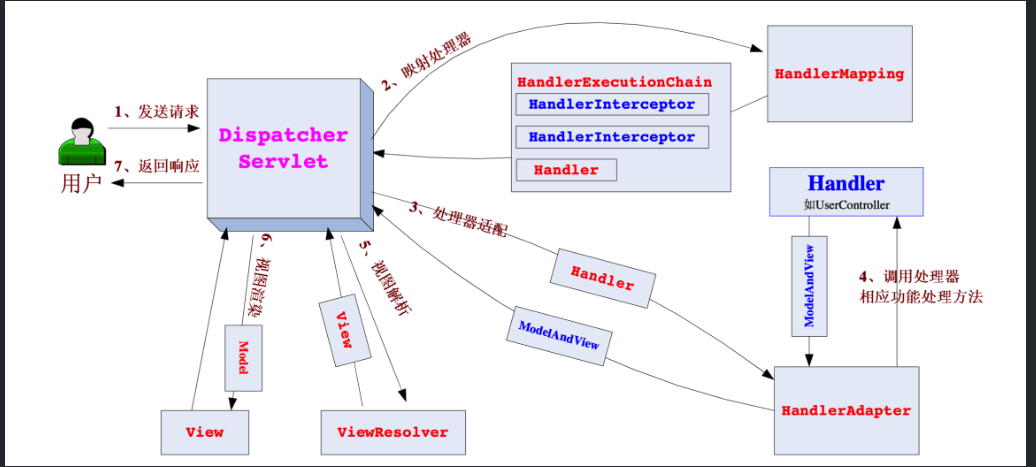 2、映射处理器
HandlerMapping
HandlerExecutionChain
HandlerInterceptor
HandlerInterceptor
Handler
1、发送请求
Dispatcher
Servlet
7、返回响应
用户
Handler
如UserController
3、处理器适配
Handler
ModelAndView
ModelAndView
4、调用处理器
相应功能处理方法
6、视图渲染
5、视图解析
View
Model
View
ViewResolver
HandlerAdapter